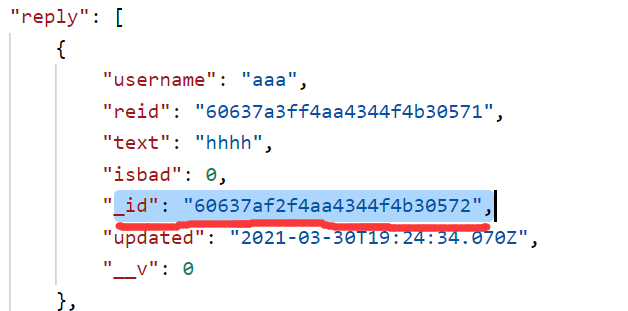 "reply": [
{
"username": "aaa",
"reid": "60637a3ff4aa4344f4b30571",
"text": "hhhh",
"isbad": 0,
"_id": "60637af2f4aa4344f4b30572",
"updated": "2021-03-30T19:24:34.070Z",
"__v": 0
},